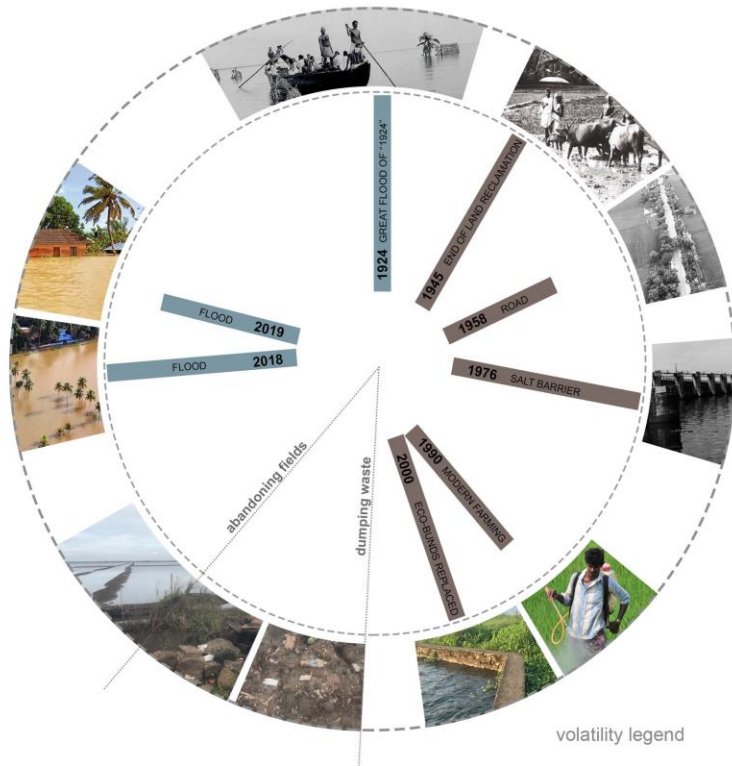 1924 GREAT FLOOD OF "1924"
1945 END OF LAND RECLAMATION
1958 ROAD
1976 SALT BARRIER
1990 MODERN FARMING
2000 ECO-BUNDS REPLACED
dumping waste
abandoning fields
FLOOD 2018
FLOOD 2019
volatility legend